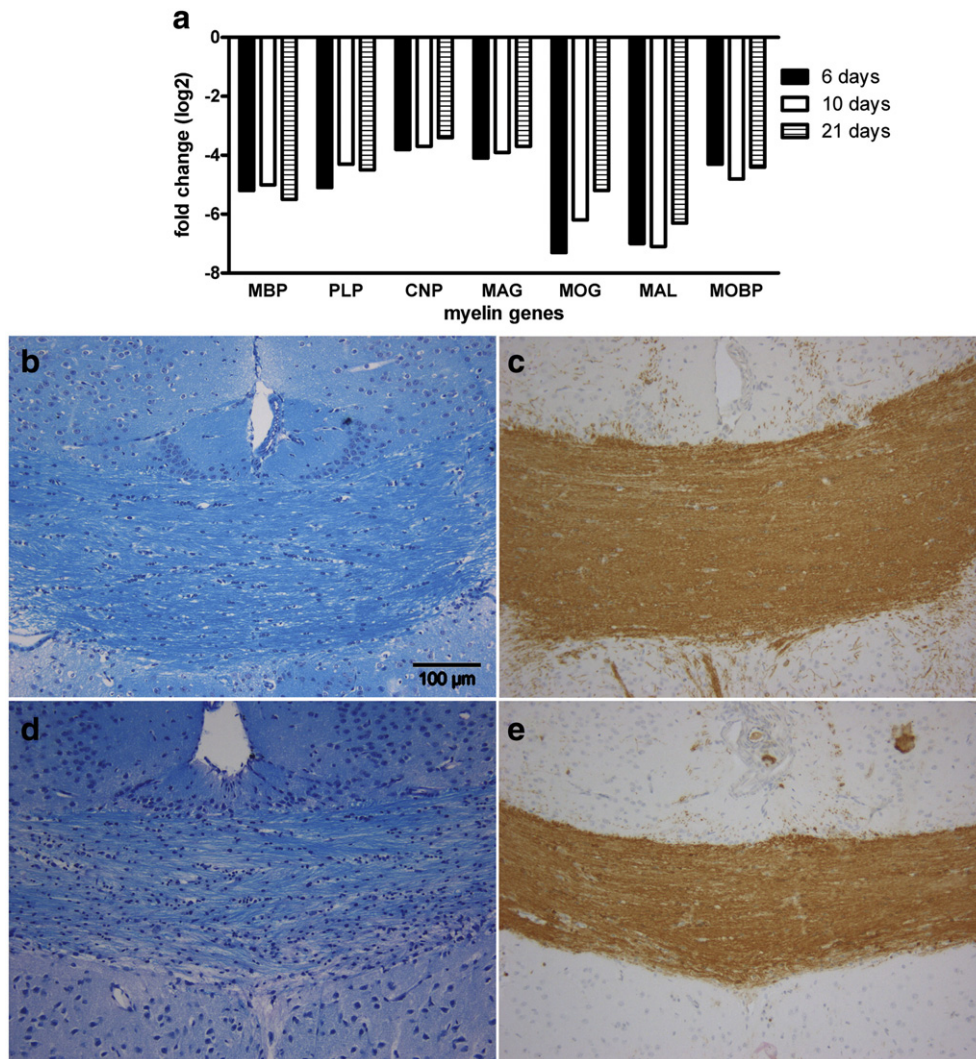 a
0
-2
-4
-6
-8
fold change (log2)
6 days
10 days
21 days
MBP PLP CNP MAG MOG MAL MOBP
myelin genes
b
c
100 µm
d
e